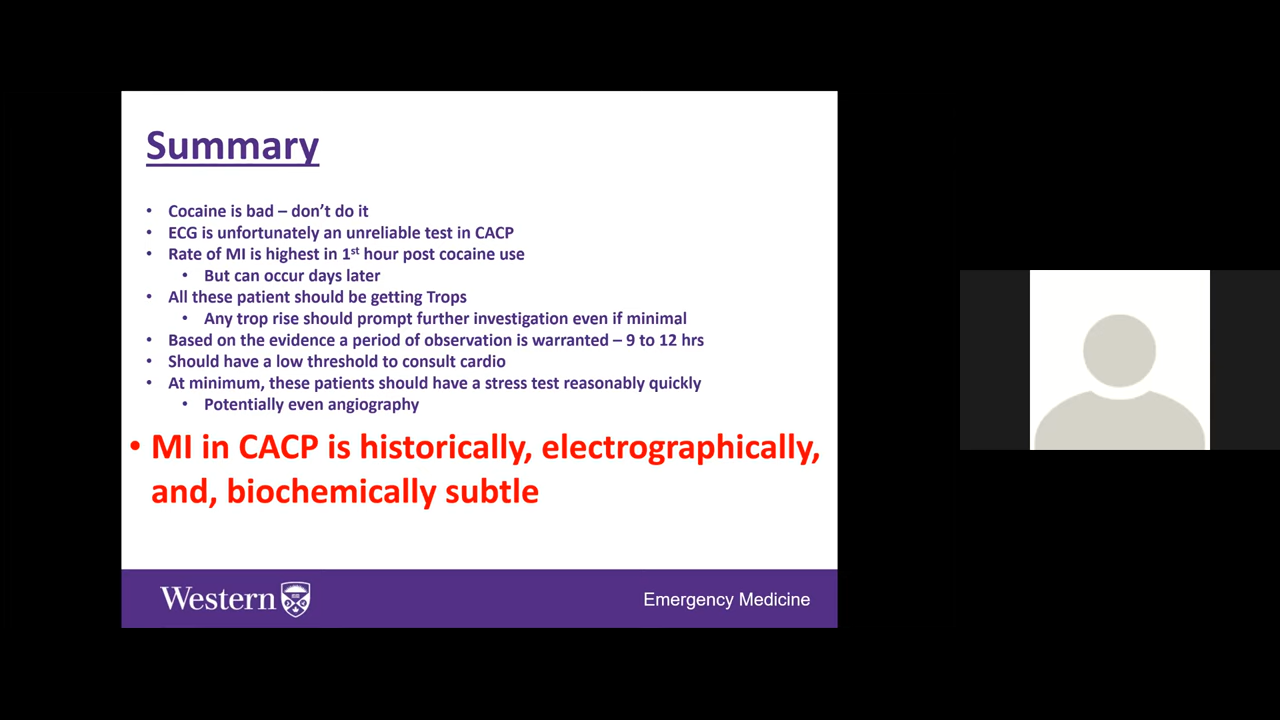 Summary
• Cocaine is bad – don't do it
• ECG is unfortunately an unreliable test in CACP
• Rate of MI is highest in 1st hour post cocaine use
• But can occur days later
• All these patient should be getting Trops
• Any trop rise should prompt further investigation even if minimal
• Based on the evidence a period of observation is warranted – 9 to 12 hrs
• Should have a low threshold to consult cardio
• At minimum, these patients should have a stress test reasonably quickly
• Potentially even angiography
• MI in CACP is historically, electrographically,
and, biochemically subtle
Western
Emergency Medicine